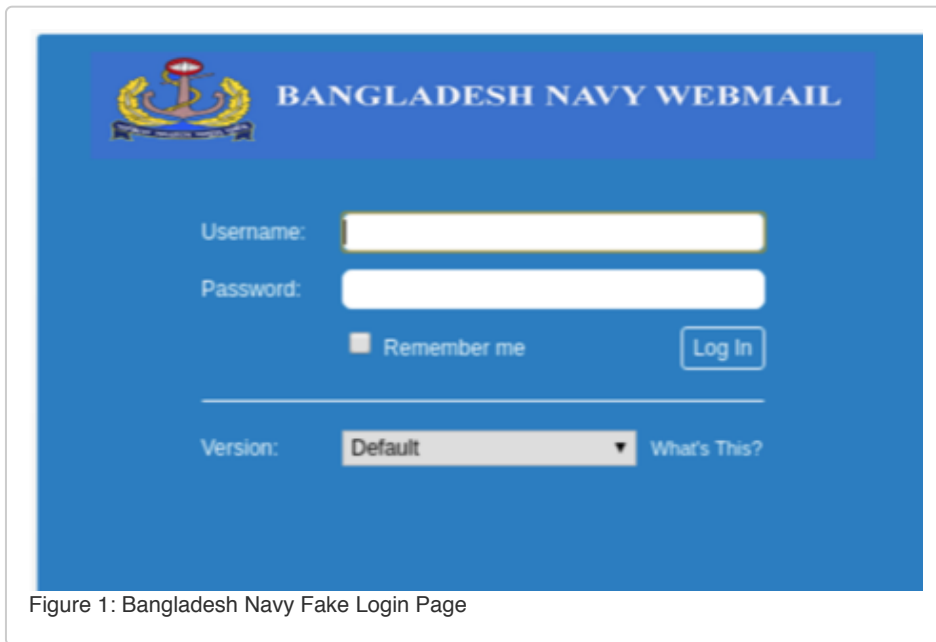 BANGLADESH NAVY WEBMAIL
Username:
Password:
Remember me
Log In
Version:
Default
What's This?
Figure 1: Bangladesh Navy Fake Login Page